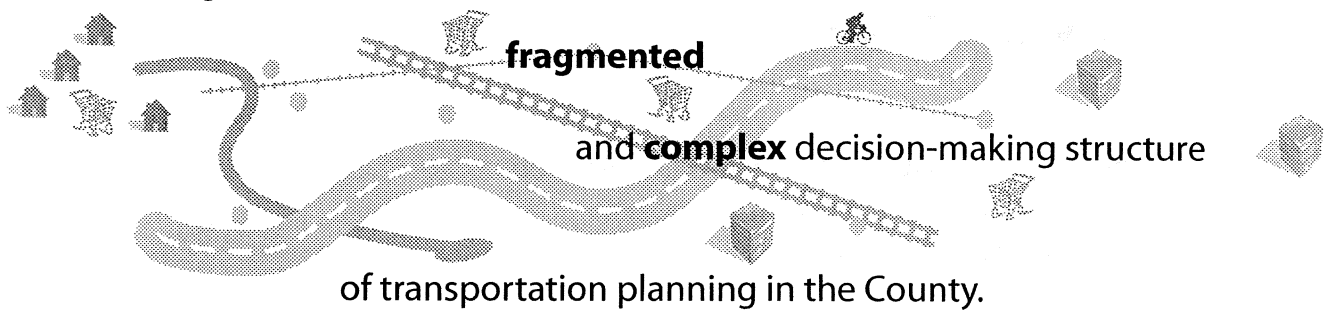 fragmented
and complex decision-making structure
of transportation planning in the County.